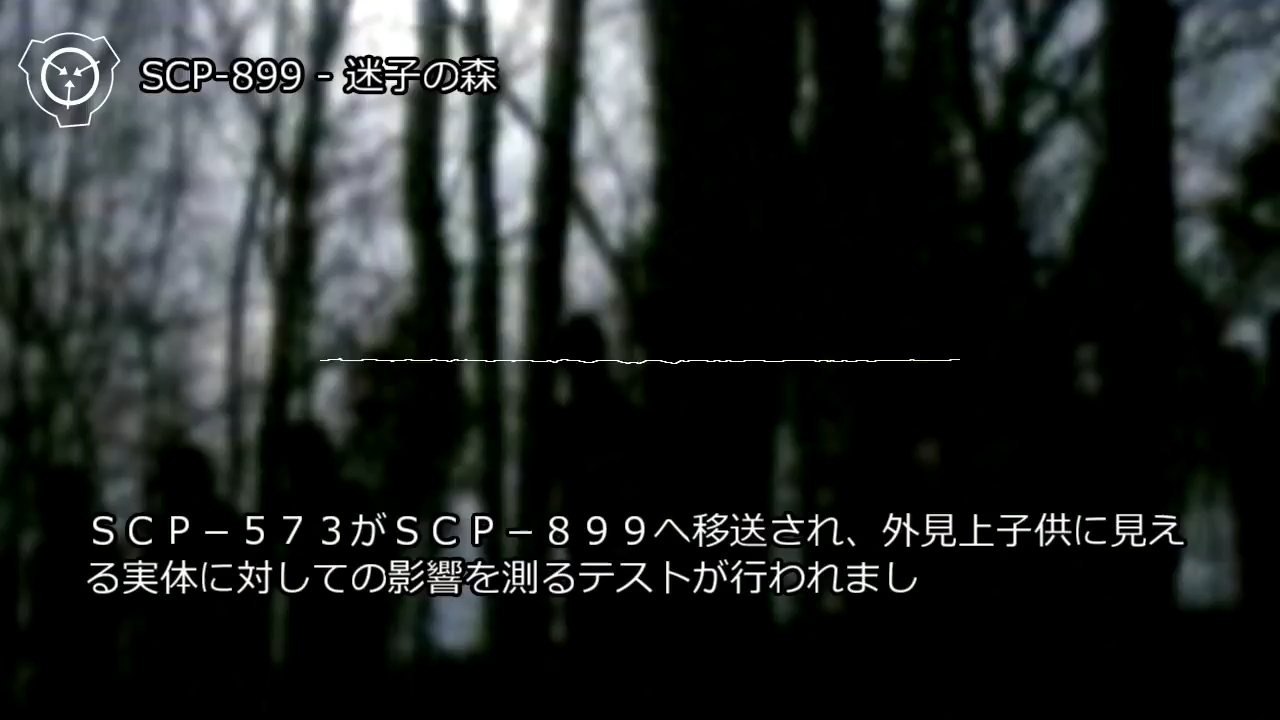 SCP-899 - 迷子の森
ＳＣＰ－５７３がＳＣＰ－８９９へ移送され、外見上子供に見え
る実体に対しての影響を測るテストが行われまし